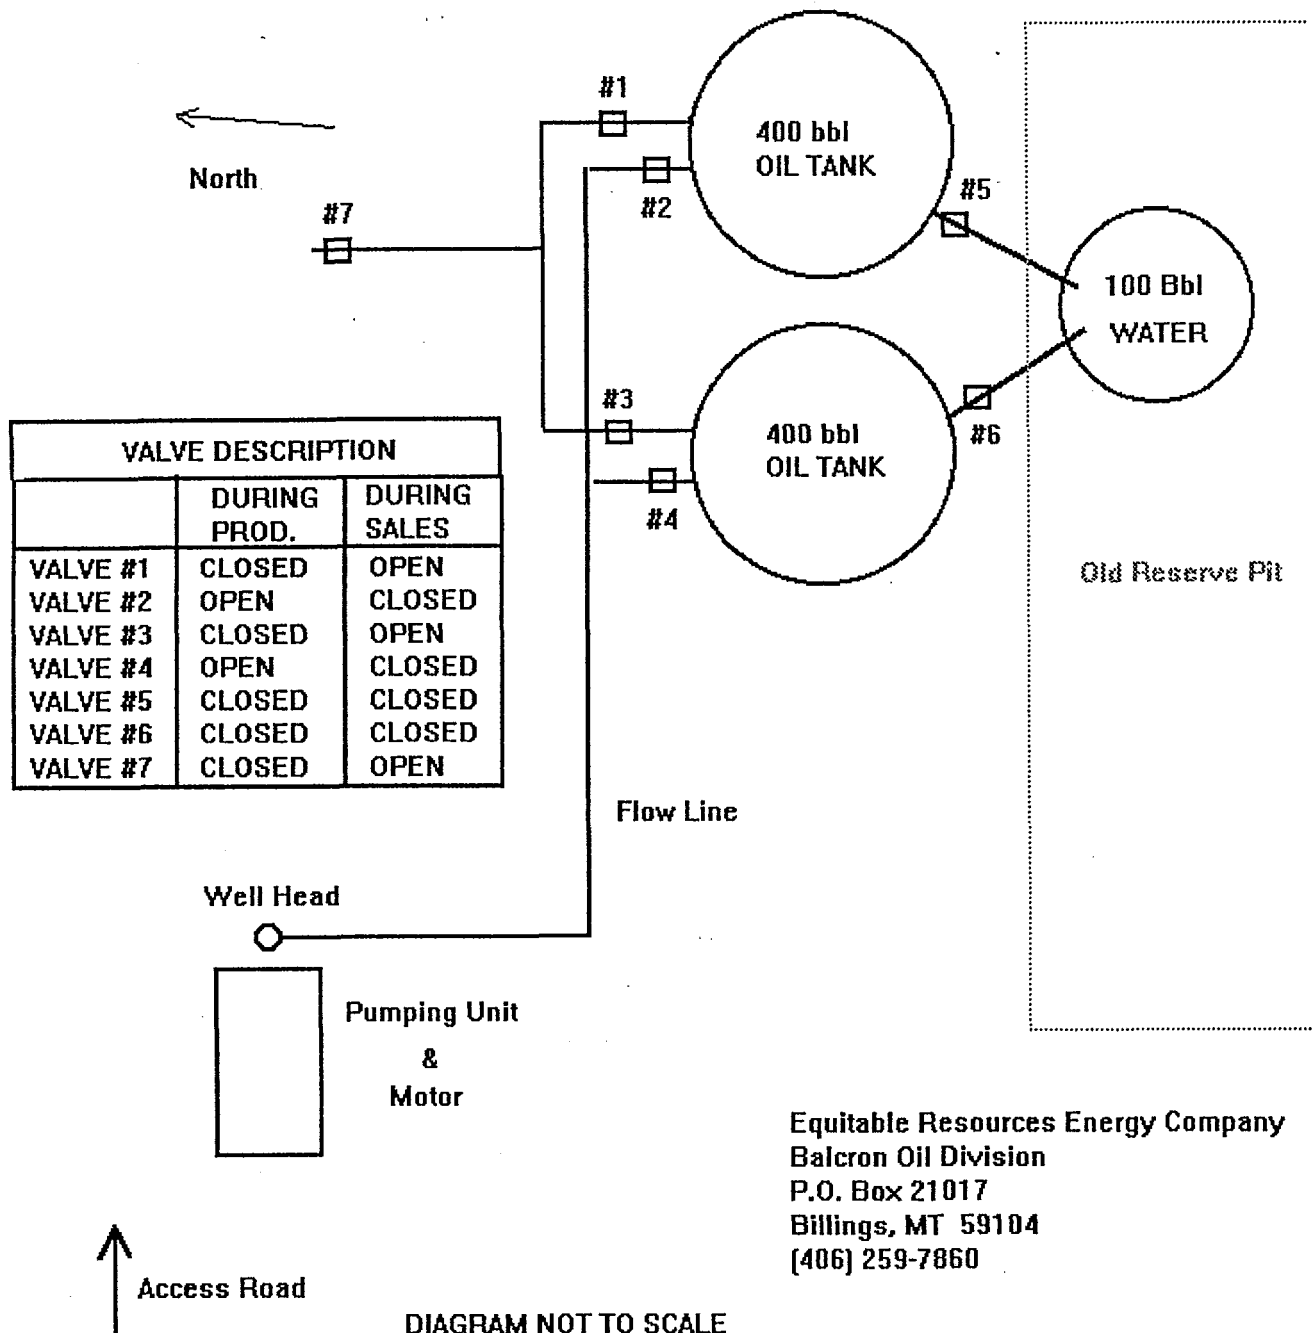 #1
400 bbl
OIL TANK
North
#2
#5
#7
100 Bbl
WATER
#3
400 bbl
OIL TANK
#6
#4
VALVE DESCRIPTION
DURING PROD. DURING SALES
VALVE #1 CLOSED OPEN
VALVE #2 OPEN CLOSED
VALVE #3 CLOSED OPEN
VALVE #4 OPEN CLOSED
VALVE #5 CLOSED CLOSED
VALVE #6 CLOSED CLOSED
VALVE #7 CLOSED OPEN
Old Reserve Pit
Flow Line
Well Head
Pumping Unit
&
Motor
Equitable Resources Energy Company
Balcron Oil Division
P.O. Box 21017
Billings, MT 59104
(406) 259-7860
Access Road
DIAGRAM NOT TO SCALE